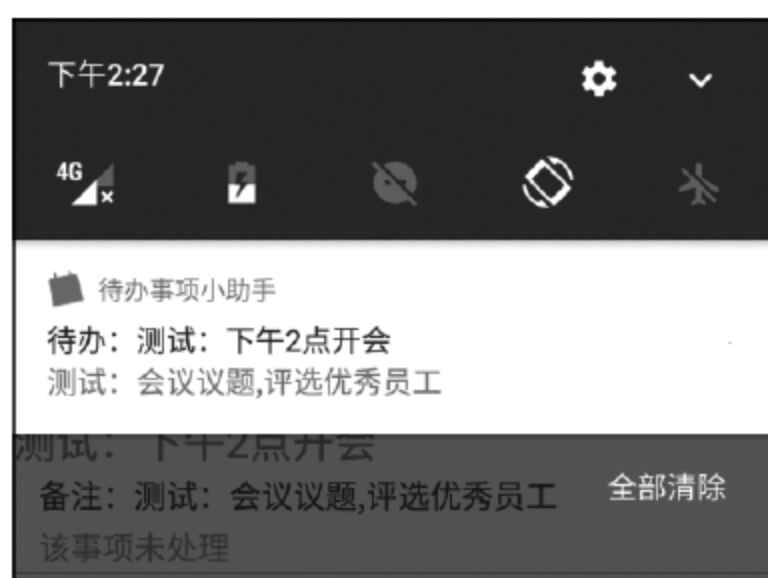 下午2:27
4G
待办事项小助手
待办：测试：下午2点开会
测试：会议议题,评选优秀员工
测试：下午2点开会
备注：测试：会议议题,评选优秀员工
全部清除
该事项未处理